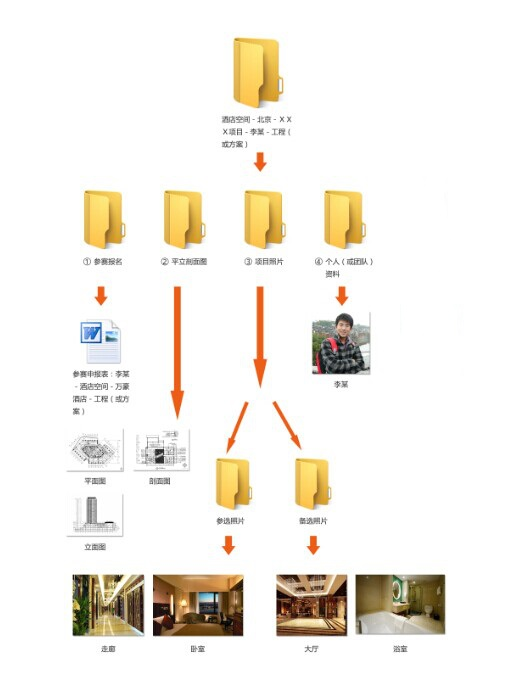 酒店空间－北京－ＸＸ
Ｘ项目－李某－工程（
或方案）
① 参赛报名
② 平立剖面图
③ 项目照片
④ 个人（或团队）
资料
参赛申报表：李某
－酒店空间－万豪
酒店－工程（或方
案）
李某
平面图
剖面图
立面图
参选照片
备选照片
走廊
卧室
大厅
浴室